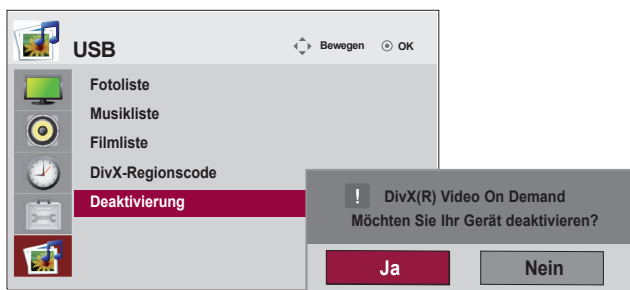 USB
Bewegen OK
Fotoliste
Musikliste
Filmliste
DivX-Regionscode
Deaktivierung
! DivX(R) Video On Demand
Möchten Sie Ihr Gerät deaktivieren?
Ja Nein